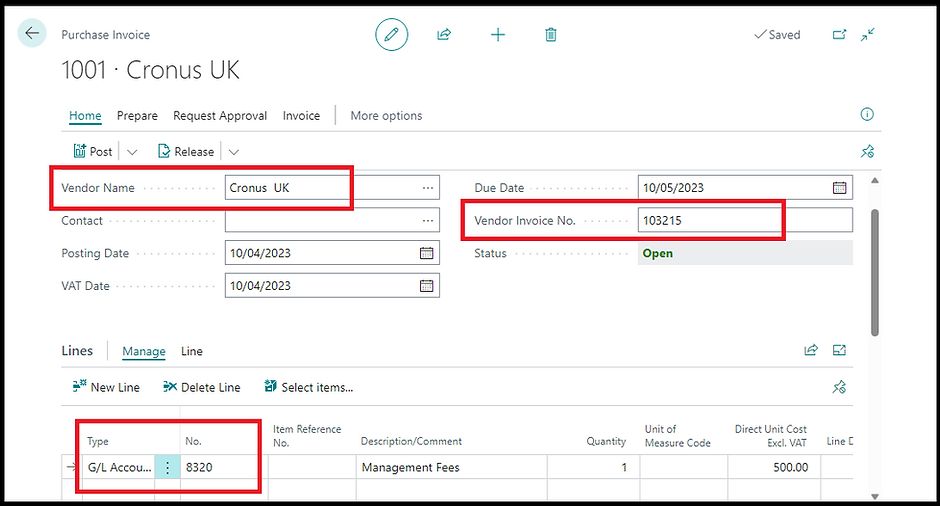 Purchase Invoice
Saved
1001 · Cronus UK
Home Prepare Request Approval Invoice More options
Post Release
Vendor Name Cronus UK ...
Due Date 10/05/2023
Contact ...
Vendor Invoice No. 103215
Posting Date 10/04/2023
Status Open
VAT Date 10/04/2023
Lines Manage Line
New Line Delete Line Select items...
Type No. Item Reference No. Description/Comment Quantity Unit of Measure Code Direct Unit Cost Excl. VAT Line D
G/L Accou... 8320 Management Fees 1 500.00